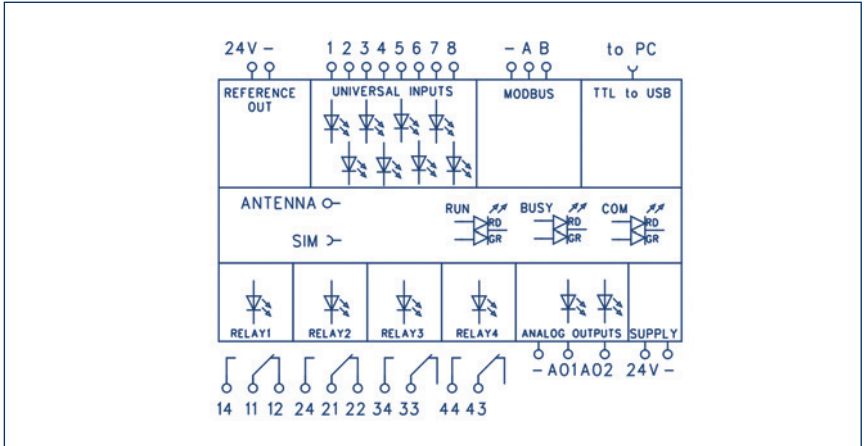 24V - 1 2 3 4 5 6 7 8 - A B to PC
REFERENCE OUT UNIVERSAL INPUTS MODBUS TTL to USB
ANTENNA
RUN RD GR BUSY RD GR COM RD GR
SIM
RELAY1 RELAY2 RELAY3 RELAY4 ANALOG OUTPUTS SUPPLY
- AO1 AO2 24V -
14 11 12 24 21 22 34 33 44 43